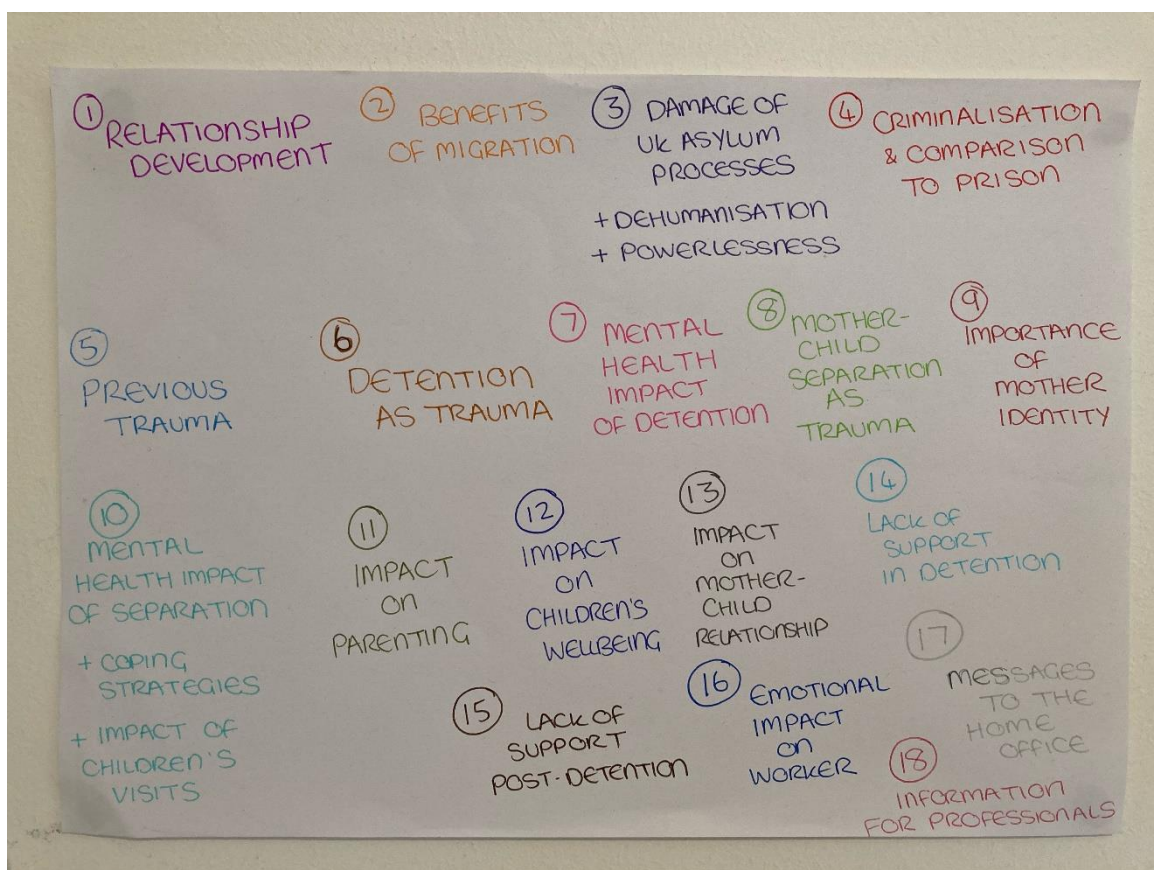 ① RELATIONSHIP
DEVELOPMENT
② BENEFITS
OF MIGRATION
③ DAMAGE OF
UK ASYLUM
PROCESSES
+ DEHUMANISATION
+ POWERLESSNESS
④ CRIMINALISATION
& COMPARISON
TO PRISON
⑤
PREVIOUS
TRAUMA
⑥
DETENTION
AS TRAUMA
⑦ MENTAL
HEALTH
IMPACT
OF DETENTION
⑧ MOTHER-
CHILD
SEPARATION
AS
TRAUMA
⑨
IMPORTANCE
OF
MOTHER
IDENTITY
⑩
MENTAL
HEALTH IMPACT
OF SEPARATION
+ COPING
STRATEGIES
+ IMPACT OF
CHILDREN'S
VISITS
⑪
IMPACT
ON
PARENTING
⑫
IMPACT
ON
CHILDREN'S
WELLBEING
⑬
IMPACT
ON
MOTHER-
CHILD
RELATIONSHIP
⑭
LACK OF
SUPPORT
IN DETENTION
⑮ LACK OF
SUPPORT
POST-DETENTION
⑯ EMOTIONAL
IMPACT
ON
WORKER
⑰
MESSAGES
TO THE
HOME
OFFICE
⑱
INFORMATION
FOR PROFESSIONALS